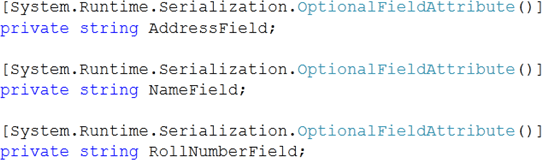 [System.Runtime.Serialization.OptionalFieldAttribute()]
private string AddressField;
[System.Runtime.Serialization.OptionalFieldAttribute()]
private string NameField;
[System.Runtime.Serialization.OptionalFieldAttribute()]
private string RollNumberField;